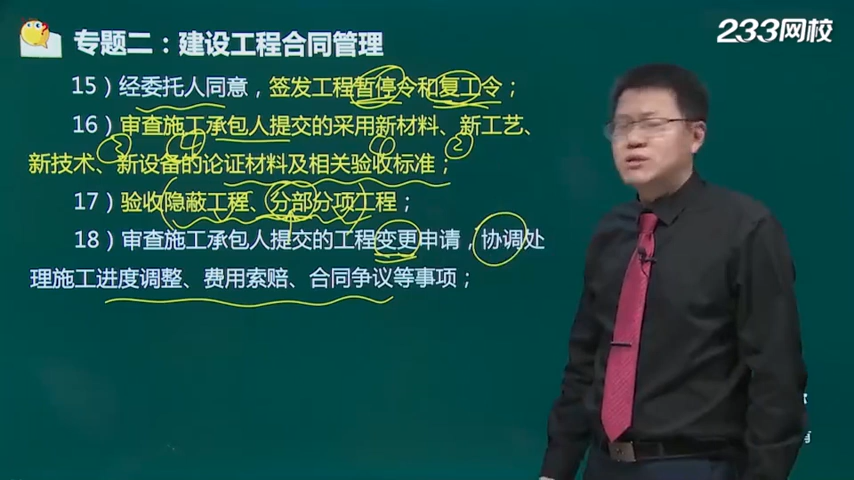 专题二：建设工程合同管理
233网校
15）经委托人同意，签发工程暂停令和复工令；
16）审查施工承包人提交的采用新材料、新工艺、
新技术、新设备的论证材料及相关验收标准；
17）验收隐蔽工程、分部分项工程；
18）审查施工承包人提交的工程变更申请，协调处
理施工进度调整、费用索赔、合同争议等事项；